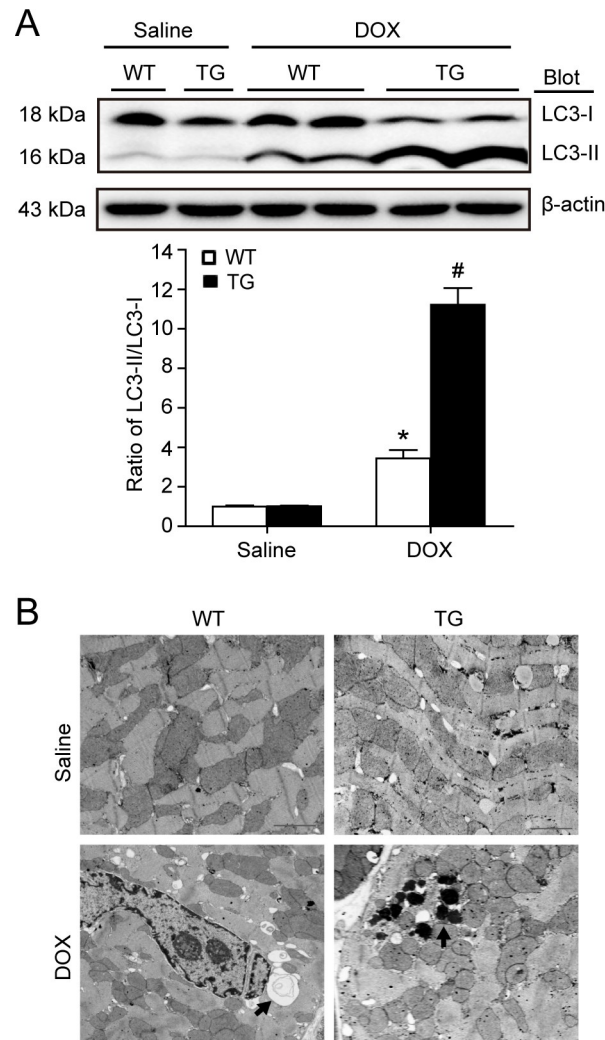 A
Saline DOX
WT TG WT TG Blot
18 kDa LC3-I
16 kDa LC3-II
43 kDa β-actin
14
WT
TG
12
10
8
6
4
2
0
Ratio of LC3-II/LC3-I
*
#
Saline DOX
B
WT TG
Saline
DOX